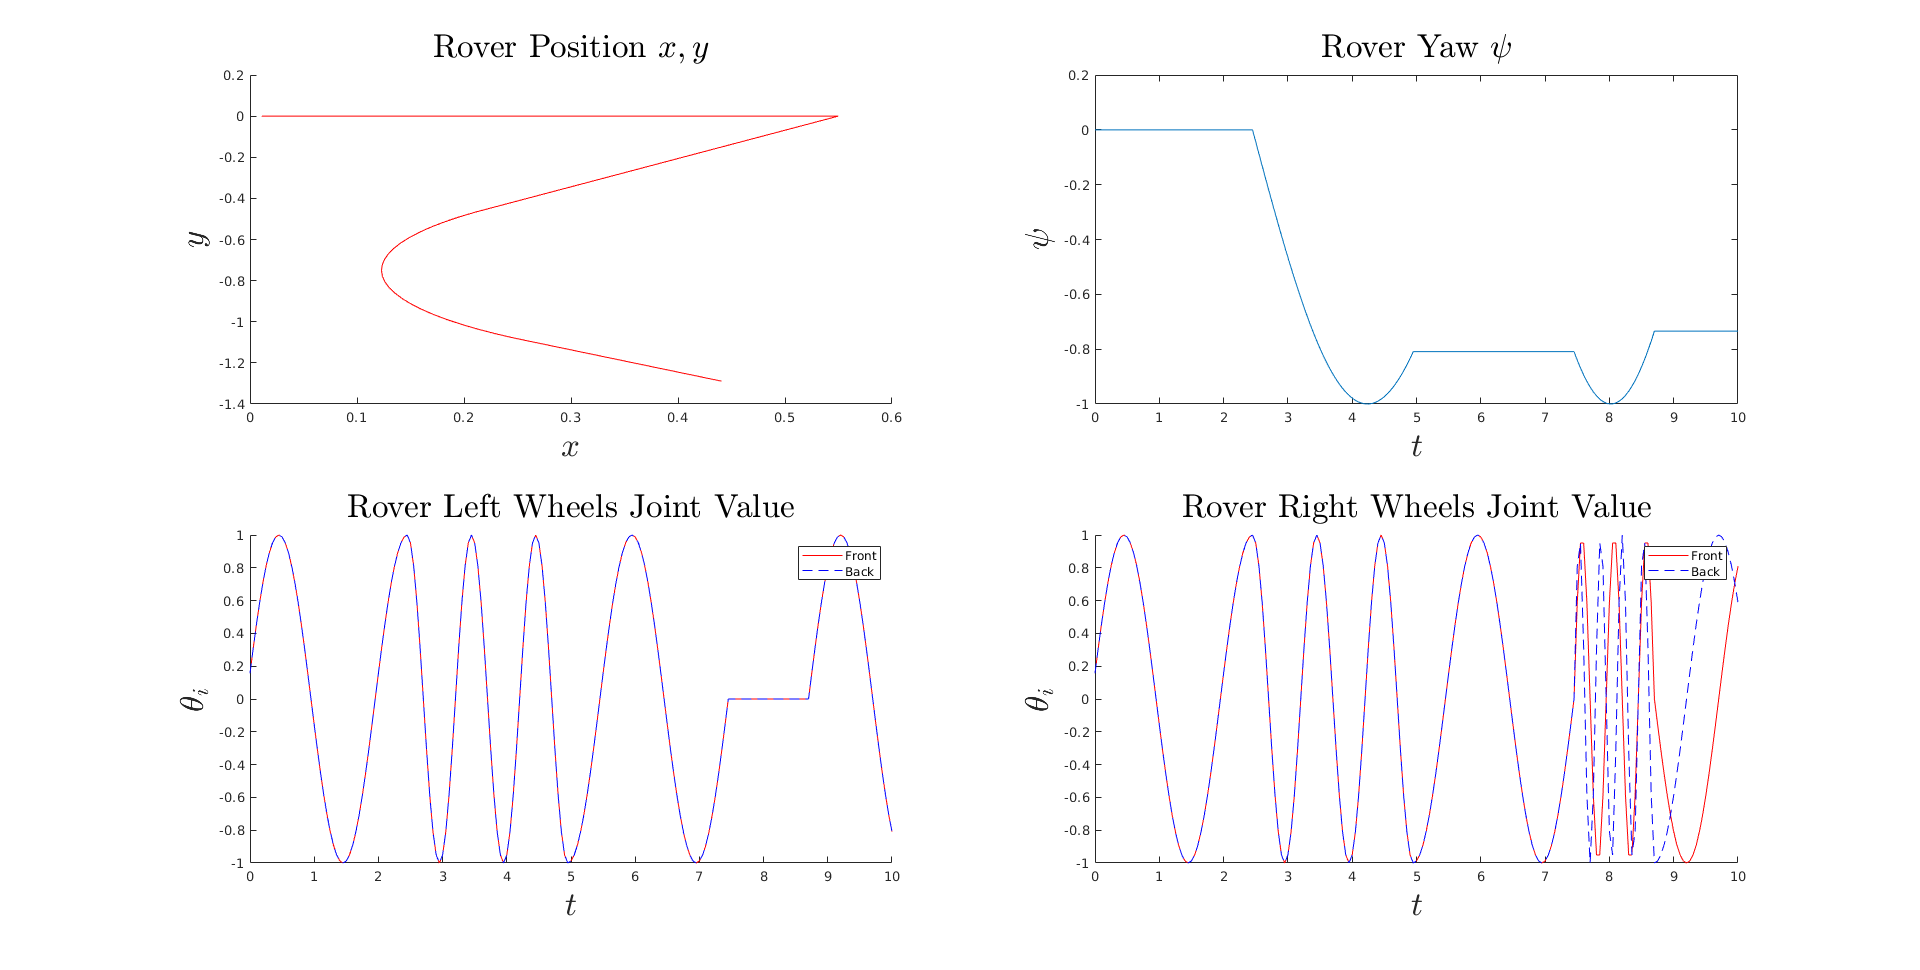 Rover Position x, y
0.2
0
-0.2
-0.4
-0.6
-0.8
-1
-1.2
-1.4
y
0 0.1 0.2 0.3 0.4 0.5 0.6
x
Rover Yaw ψ
0.2
0
-0.2
-0.4
-0.6
-0.8
-1
ψ
0 1 2 3 4 5 6 7 8 9 10
t
Rover Left Wheels Joint Value
1
0.8
0.6
0.4
0.2
0
-0.2
-0.4
-0.6
-0.8
-1
θi
Front
Back
0 1 2 3 4 5 6 7 8 9 10
t
Rover Right Wheels Joint Value
1
0.8
0.6
0.4
0.2
0
-0.2
-0.4
-0.6
-0.8
-1
θi
Front
Back
0 1 2 3 4 5 6 7 8 9 10
t